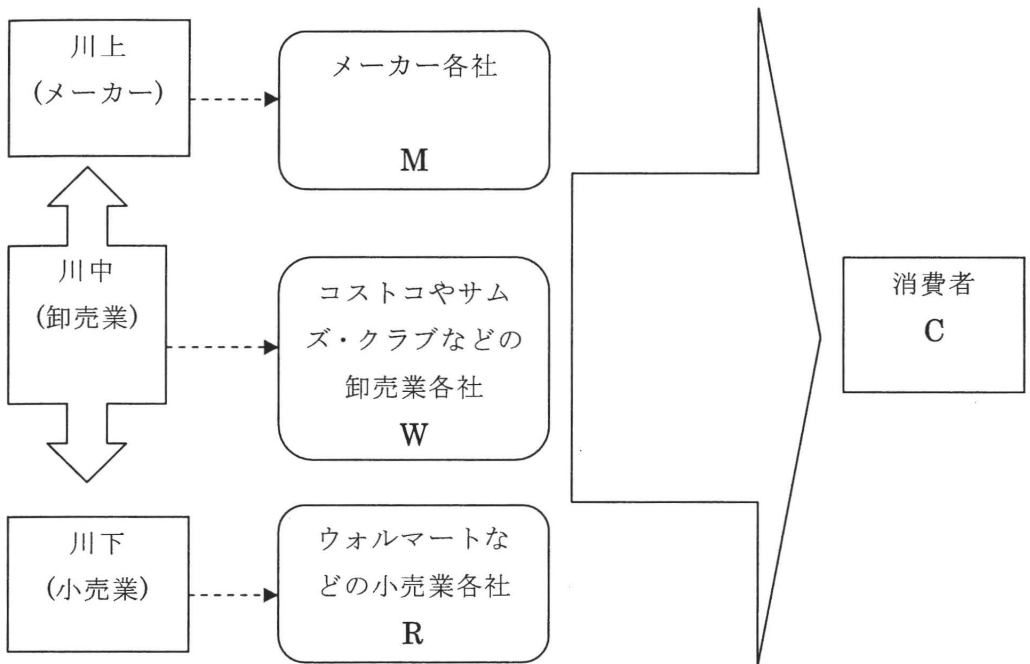 川上
(メーカー)
メーカー各社
M
川中
(卸売業)
コストコやサム
ズ・クラブなどの
卸売業各社
W
川下
(小売業)
ウォルマートな
どの小売業各社
R
消費者
C